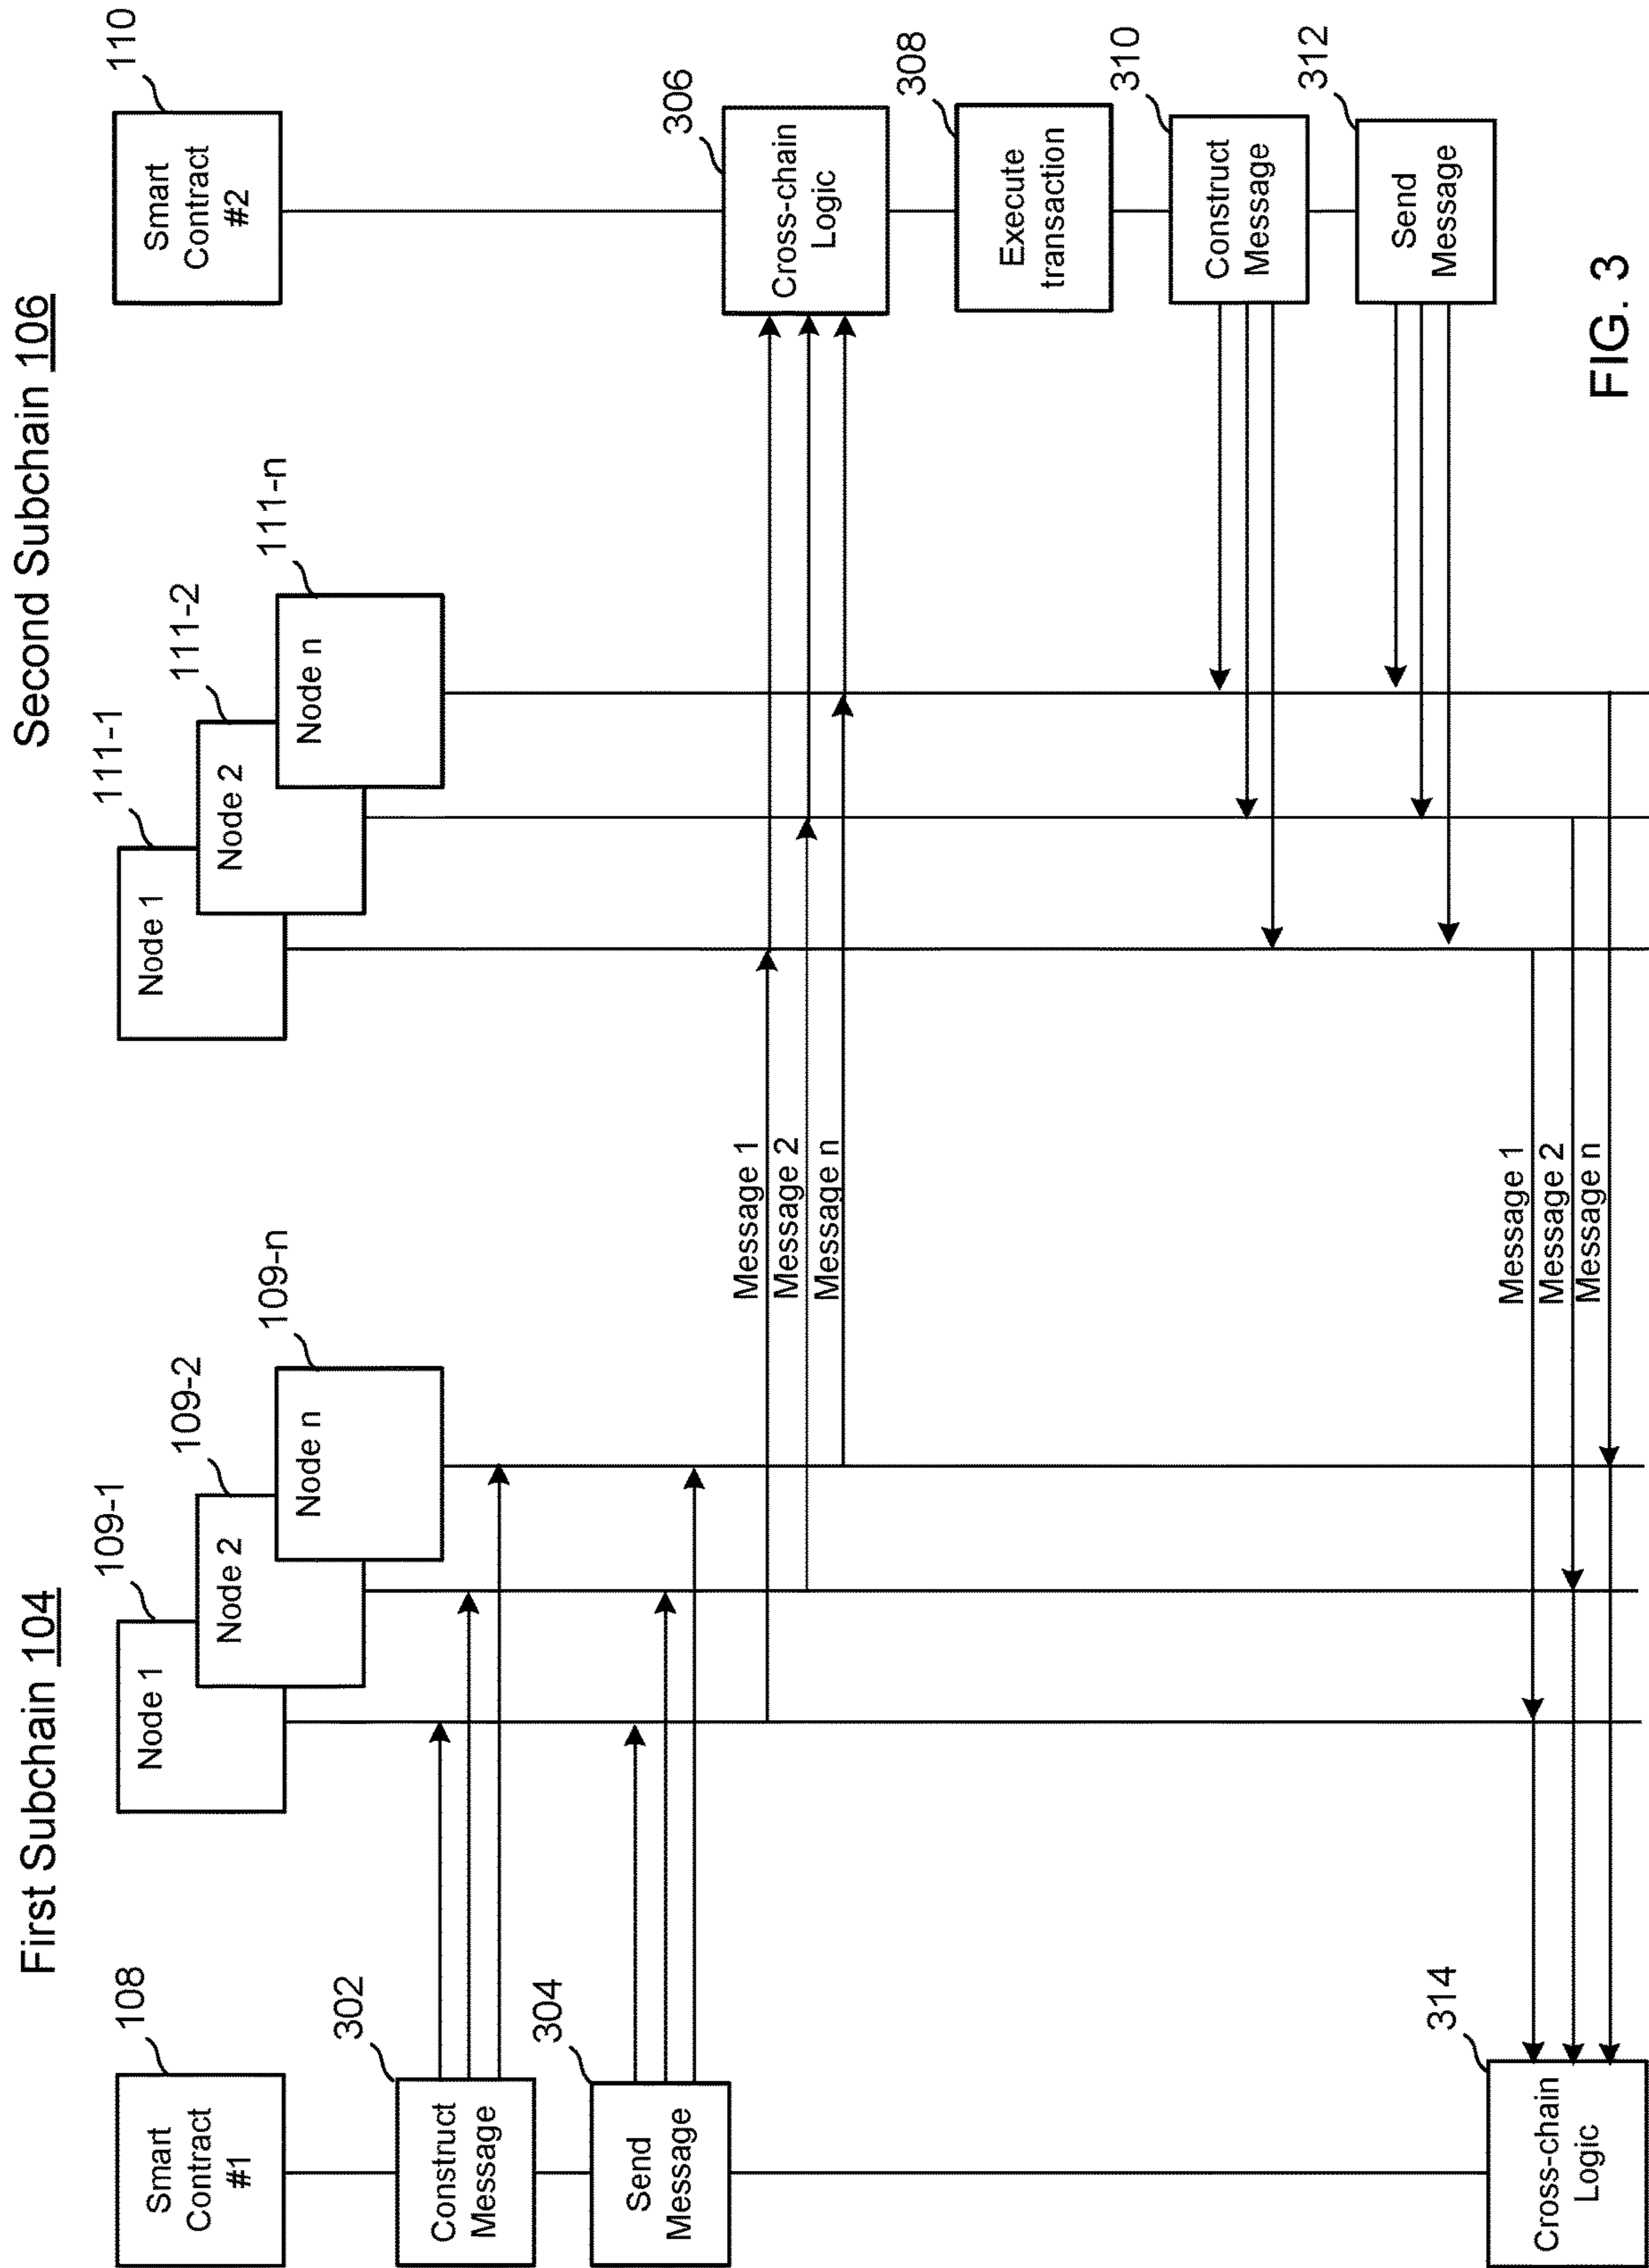 First Subchain 104
Second Subchain 106
108
Smart
Contract
#1
109-1
Node 1
109-2
Node 2
109-n
Node n
111-1
Node 1
111-2
Node 2
111-n
Node n
110
Smart
Contract
#2
302
Construct
Message
304
Send
Message
Message 1
Message 2
Message n
306
Cross-chain
Logic
308
Execute
transaction
310
Construct
Message
312
Send
Message
314
Cross-chain
Logic
Message 1
Message 2
Message n
FIG. 3